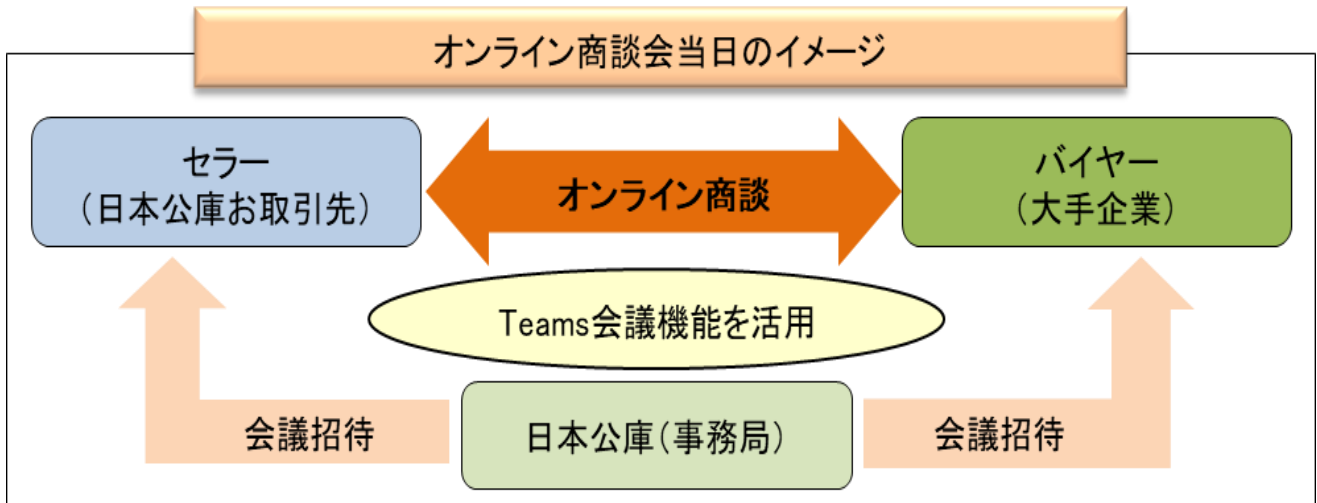 オンライン商談会当日のイメージ
セラー
（日本公庫お取引先）
オンライン商談
バイヤー
（大手企業）
Teams会議機能を活用
会議招待
日本公庫（事務局）
会議招待